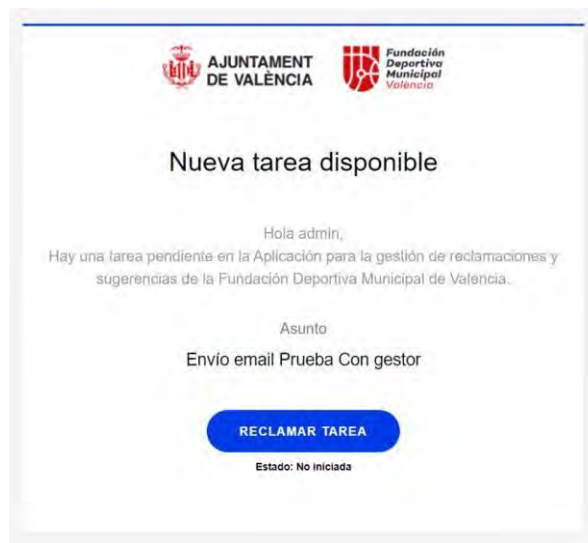 AJUNTAMENT
DE VALÈNCIA
Fundación
Deportiva
Municipal
València
Nueva tarea disponible
Hola admin,
Hay una tarea pendiente en la Aplicación para la gestión de reclamaciones y
sugerencias de la Fundación Deportiva Municipal de Valencia.
Asunto
Envío email Prueba Con gestor
RECLAMAR TAREA
Estado: No iniciada